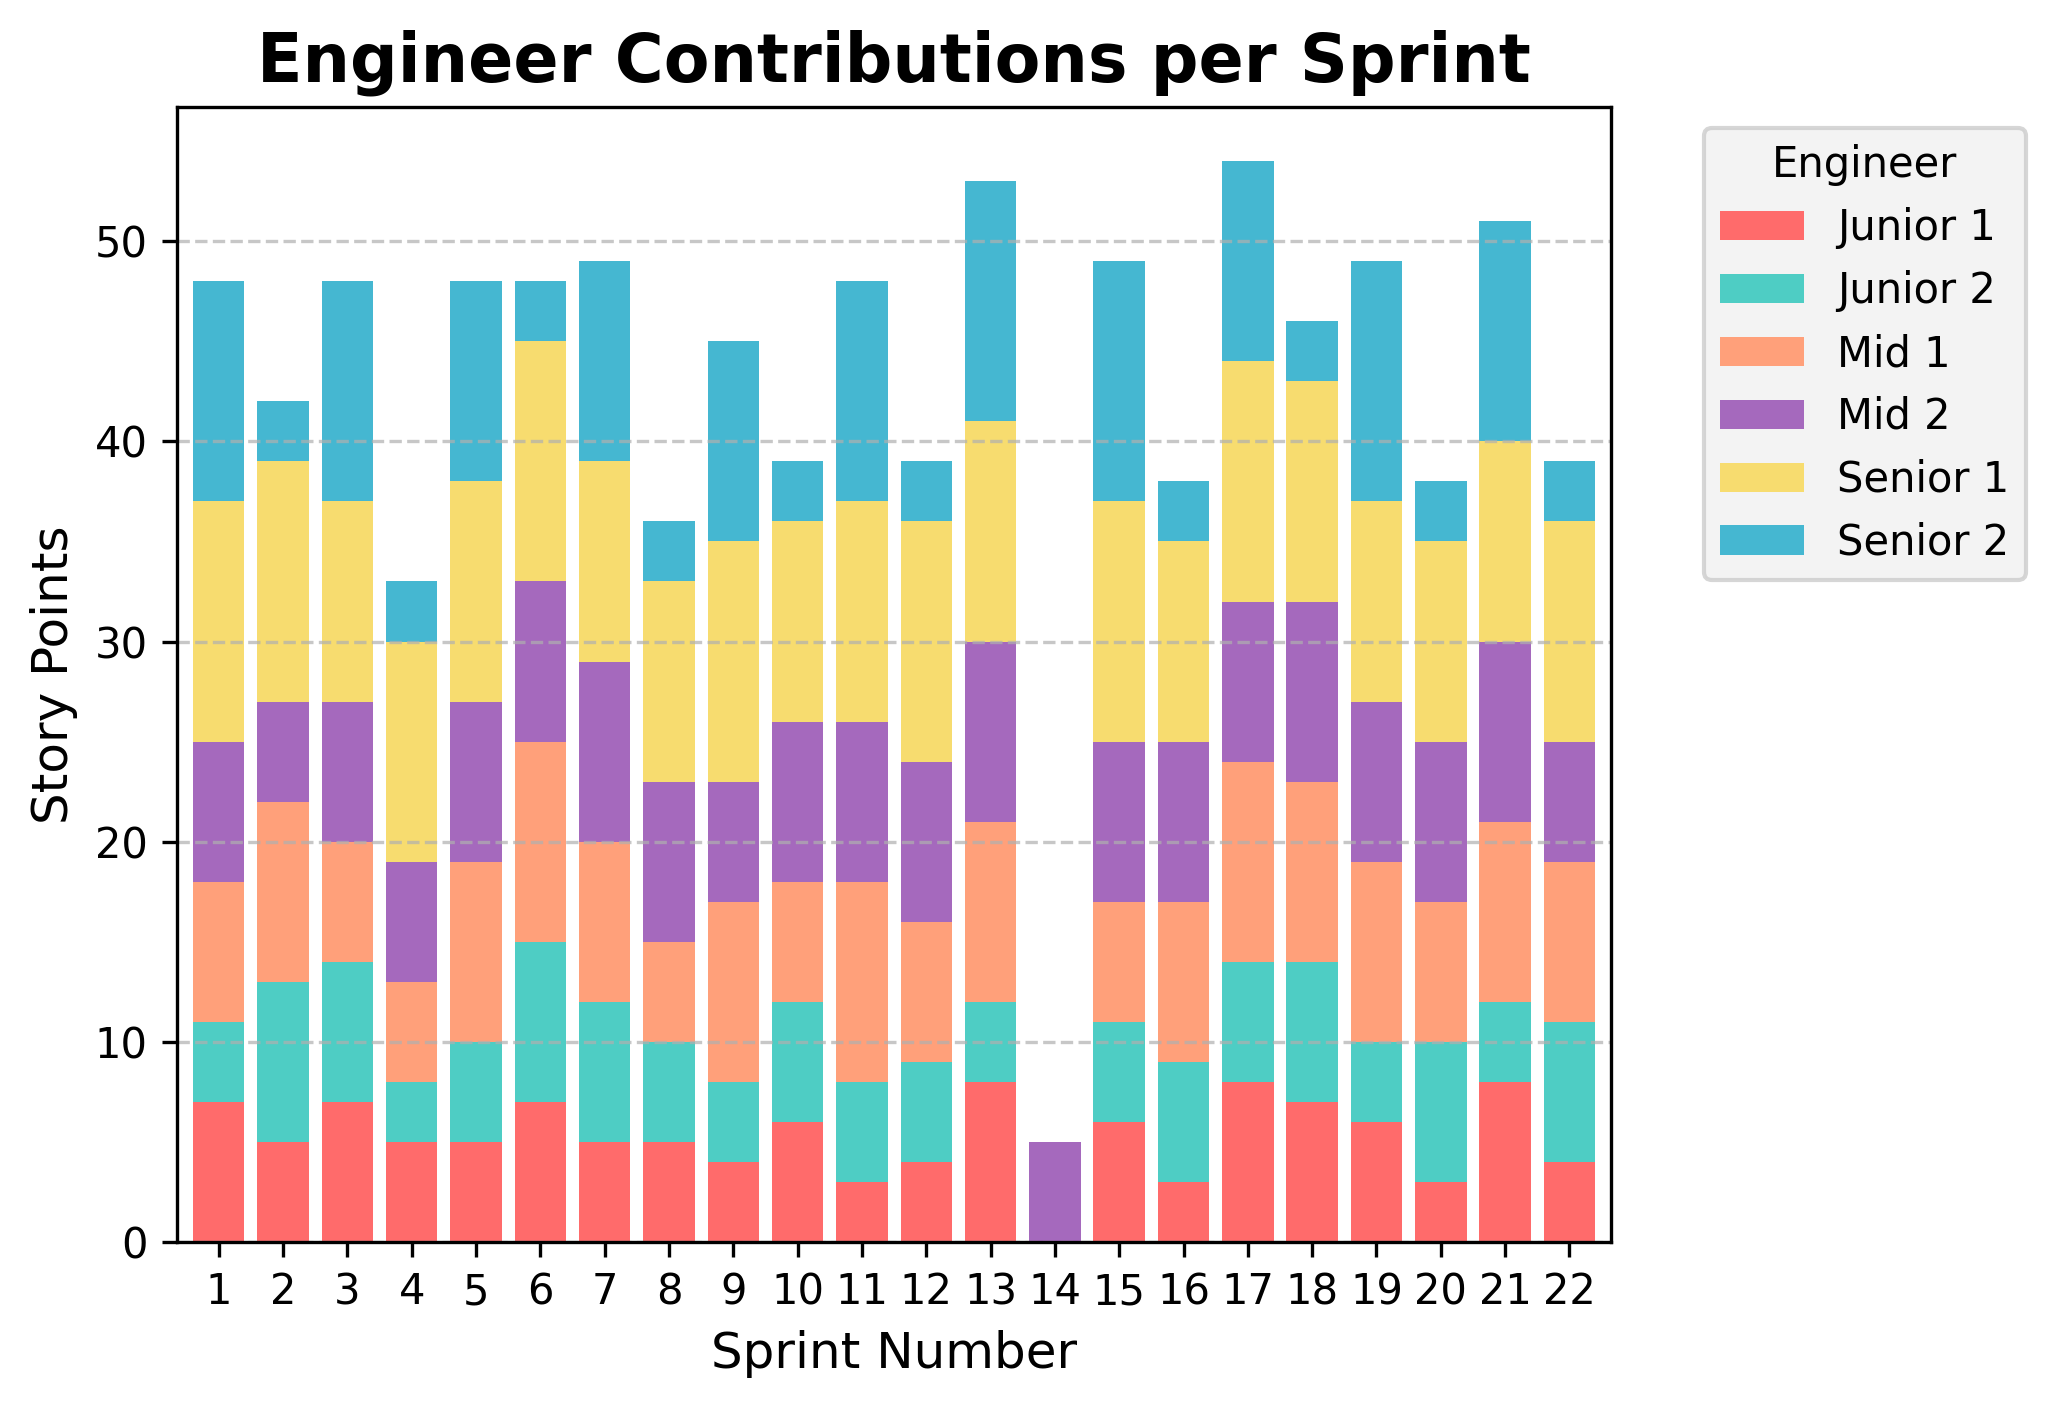 Engineer Contributions per Sprint
Engineer
Junior 1
Junior 2
Mid 1
Mid 2
Senior 1
Senior 2
Story Points
50
40
30
20
10
0
1 2 3 4 5 6 7 8 9 10 11 12 13 14 15 16 17 18 19 20 21 22
Sprint Number